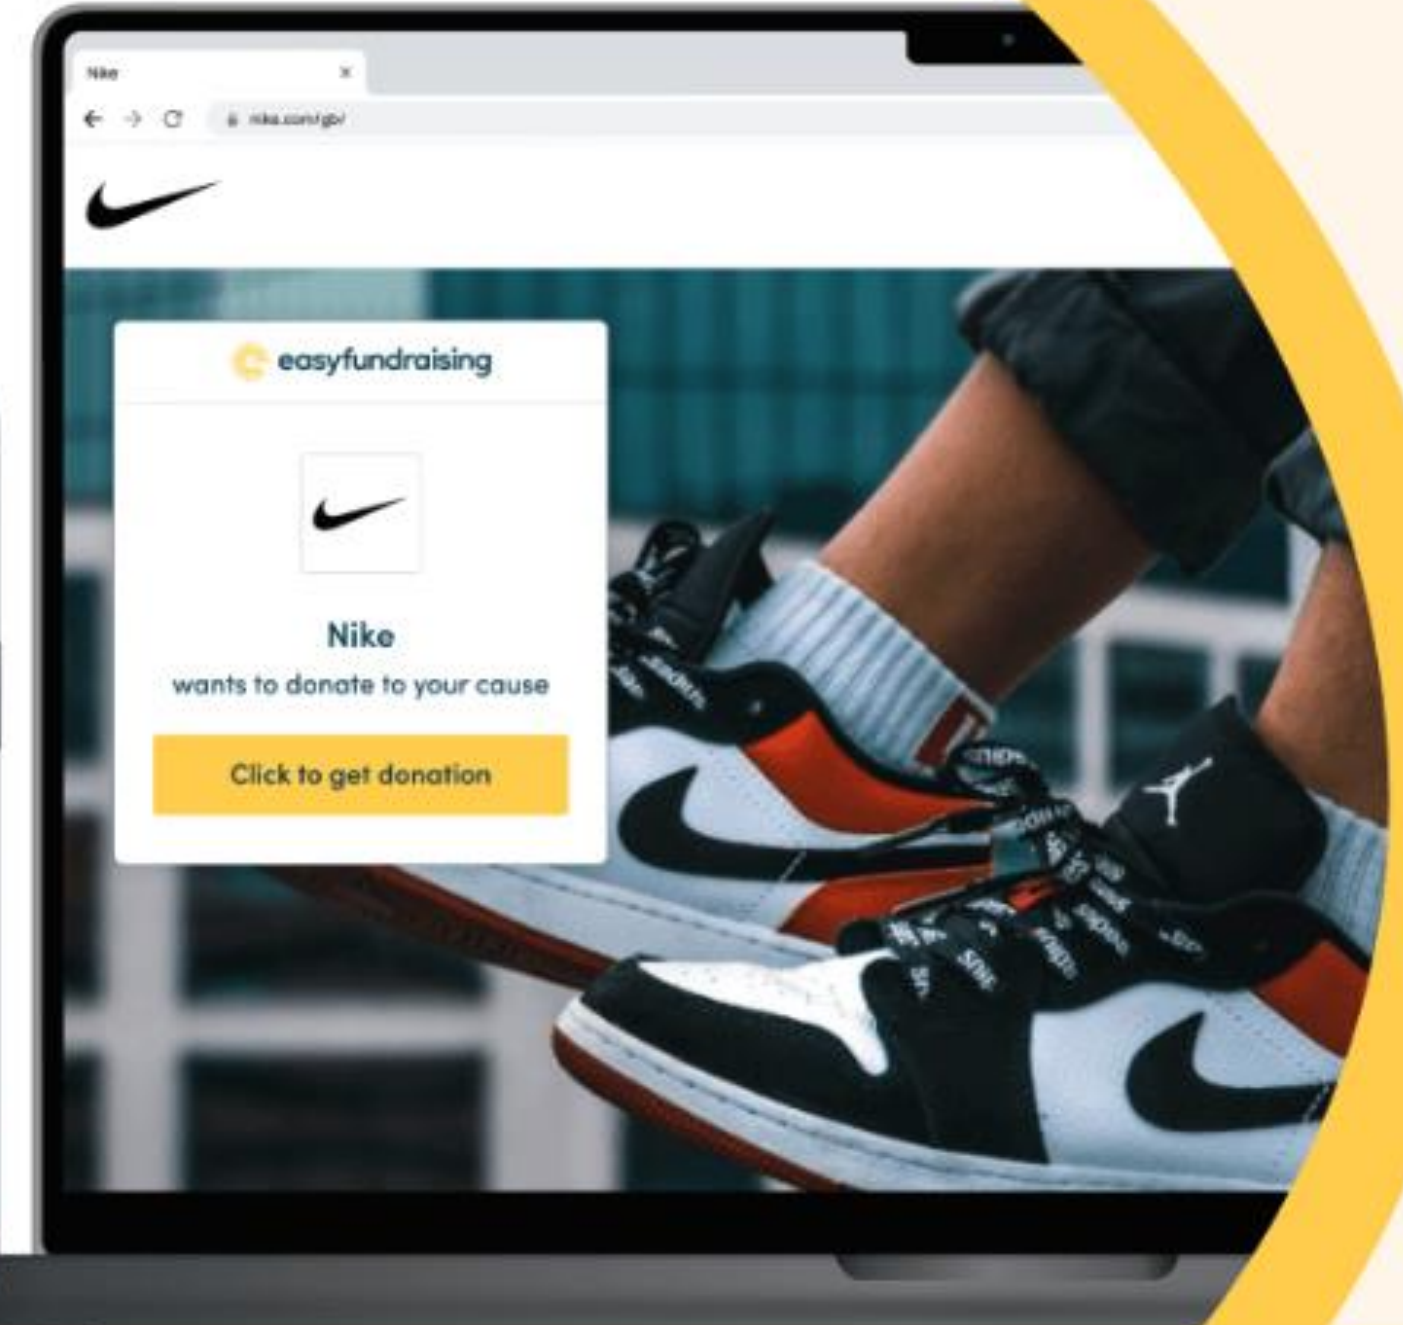 Nike
nike.com/gb/
easyfundraising
Nike
wants to donate to your cause
Click to get donation